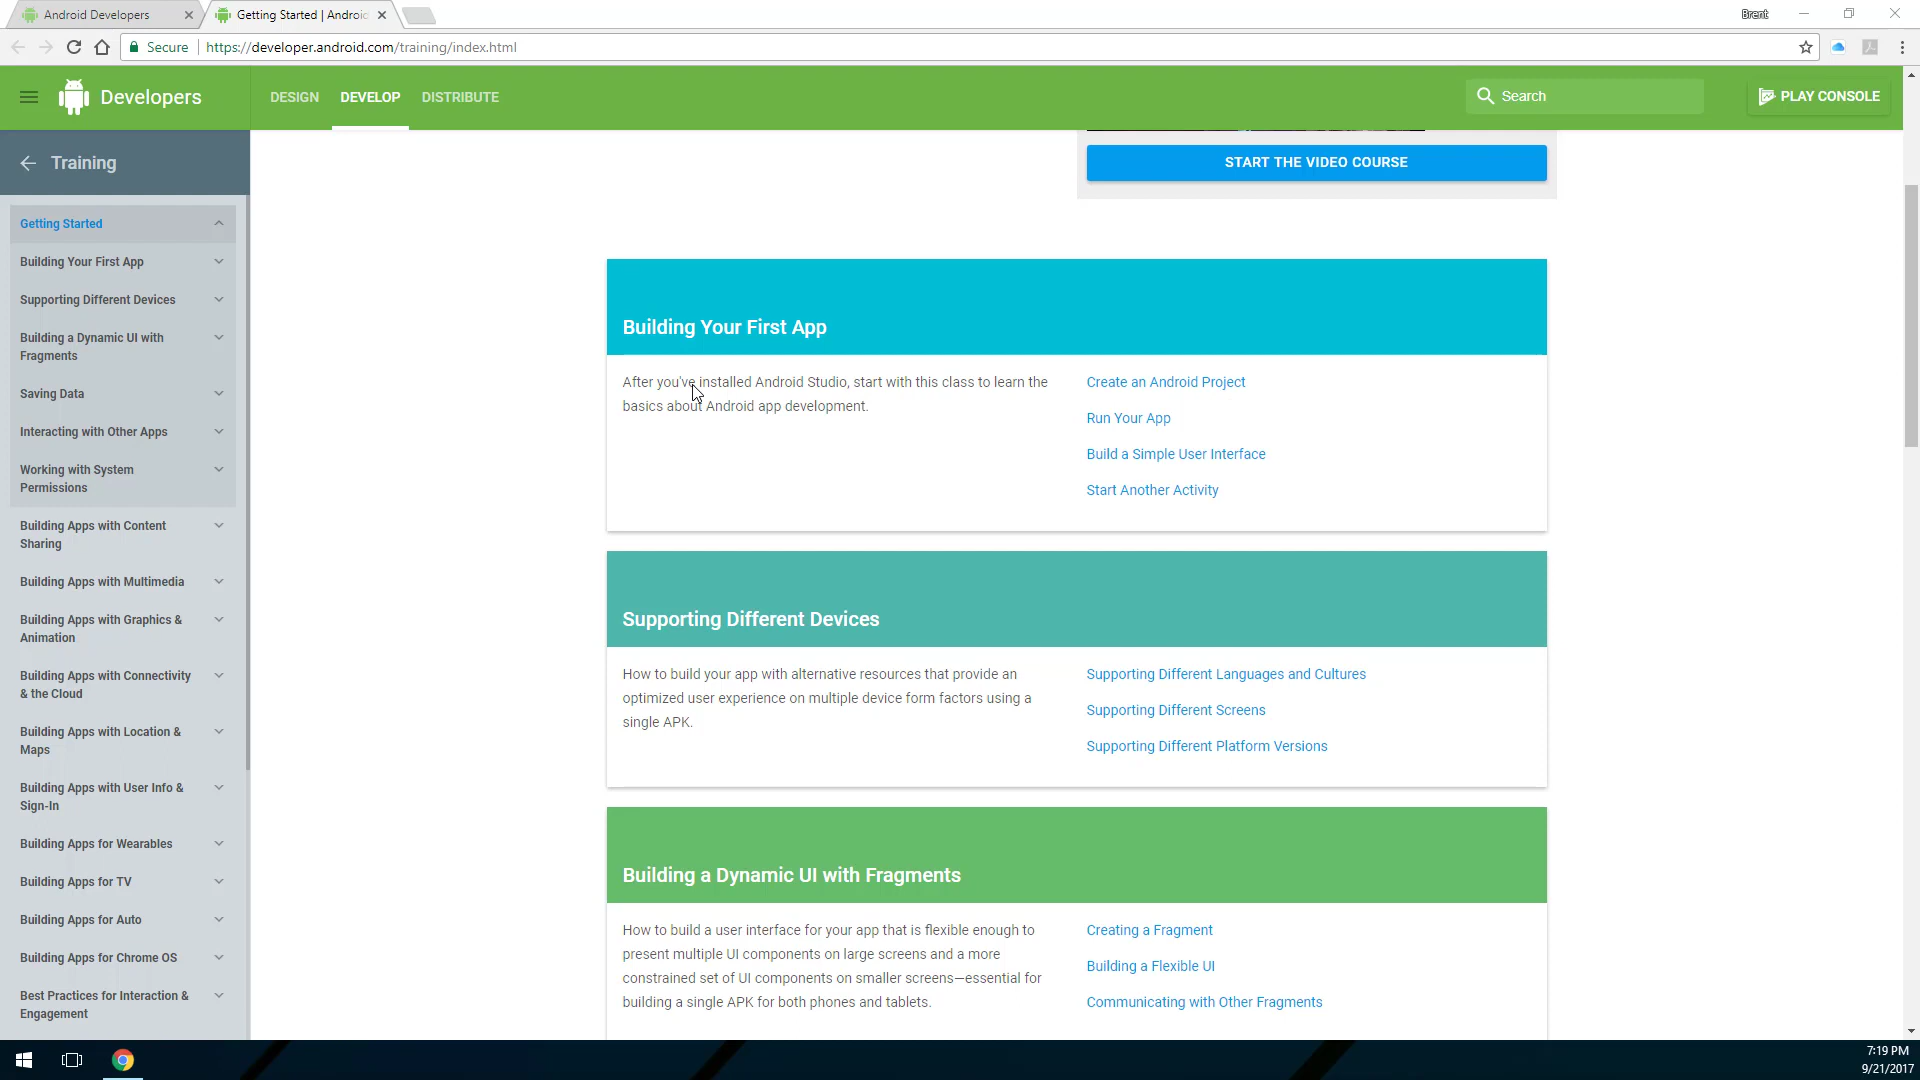 Android Developers
Getting Started | Androi
Brent
Secure
https://developer.android.com/training/index.html
Developers
DESIGN
DEVELOP
DISTRIBUTE
Search
PLAY CONSOLE
Training
Getting Started
Building Your First App
Supporting Different Devices
Building a Dynamic UI with
Fragments
Saving Data
Interacting with Other Apps
Working with System
Permissions
Building Apps with Content
Sharing
Building Apps with Multimedia
Building Apps with Graphics &
Animation
Building Apps with Connectivity
& the Cloud
Building Apps with Location &
Maps
Building Apps with User Info &
Sign-In
Building Apps for Wearables
Building Apps for TV
Building Apps for Auto
Building Apps for Chrome OS
Best Practices for Interaction &
Engagement
START THE VIDEO COURSE
Building Your First App
After you've installed Android Studio, start with this class to learn the
basics about Android app development.
Create an Android Project
Run Your App
Build a Simple User Interface
Start Another Activity
Supporting Different Devices
How to build your app with alternative resources that provide an
optimized user experience on multiple device form factors using a
single APK.
Supporting Different Languages and Cultures
Supporting Different Screens
Supporting Different Platform Versions
Building a Dynamic UI with Fragments
How to build a user interface for your app that is flexible enough to
present multiple UI components on large screens and a more
constrained set of UI components on smaller screens—essential for
building a single APK for both phones and tablets.
Creating a Fragment
Building a Flexible UI
Communicating with Other Fragments
7:19 PM
9/21/2017